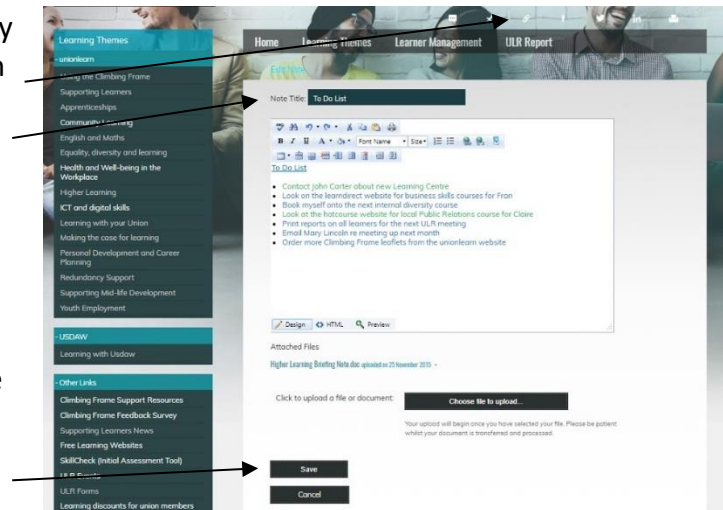 y
n
e
Learning Themes
- unionlearn
Using the Climbing Frame
Supporting Learners
Apprenticeships
Community Learning
English and Maths
Equality, diversity and learning
Health and Well-being in the
Workplace
Higher Learning
ICT and digital skills
Learning with your Union
Making the case for learning
Personal Development and Career
Planning
Redundancy Support
Supporting Mid-life Development
Youth Employment
- USDAW
Learning with Usdaw
- Other Links
Climbing Frame Support Resources
Climbing Frame Feedback Survey
Supporting Learners News
Free Learning Websites
SkillCheck (Initial Assessment Tool)
ULR Events
ULR Forms
Learning discounts for union members
Home Learning Themes Learner Management ULR Report
Edit Note
Note Title: To Do List
Font Name Size
To Do List
Contact John Carter about new Learning Centre
Look on the learndirect website for business skills courses for Fran
Book myself onto the next internal diversity course
Look at the hotcourse website for local Public Relations course for Claire
Print reports on all learners for the next ULR meeting
Email Mary Lincoln re meeting up next month
Order more Climbing Frame leaflets from the unionlearn website
Design HTML Preview
Attached Files
Higher Learning Briefing Note.doc uploaded on 25 November 2015
Click to upload a file or document: Choose file to upload...
Your upload will begin once you have selected your file. Please be patient
whilst your document is transferred and processed.
Save
Cancel